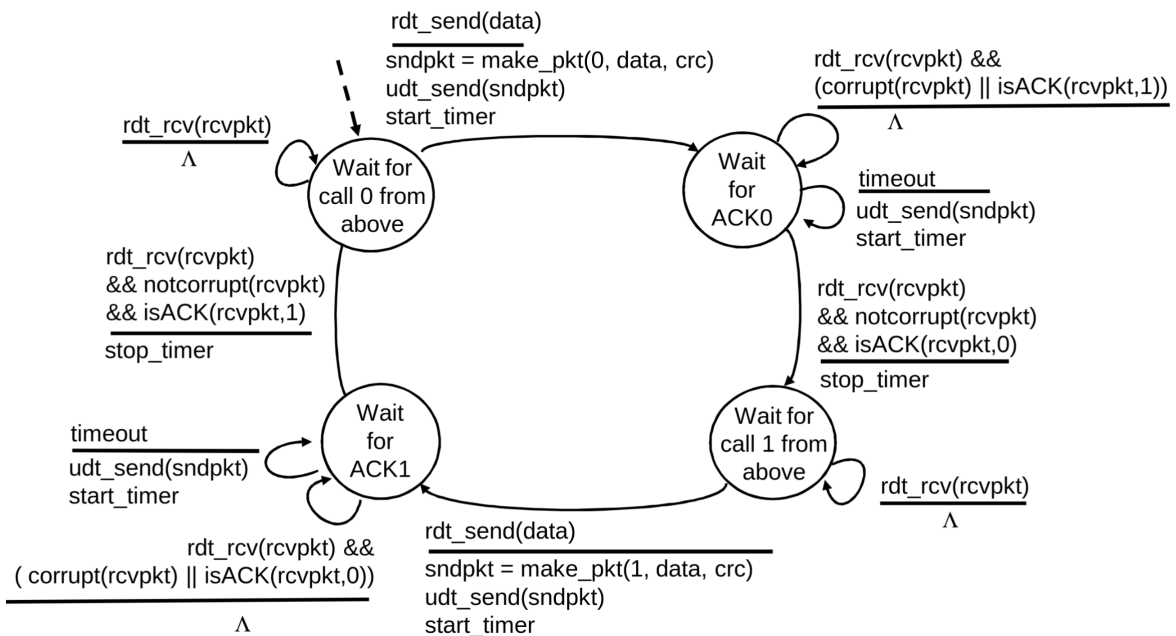 rdt_send(data)
sndpkt = make_pkt(0, data, crc)
udt_send(sndpkt)
start_timer
rdt_rcv(rcvpkt) &&
(corrupt(rcvpkt) || isACK(rcvpkt,1))
Λ
rdt_rcv(rcvpkt)
Λ
Wait for
call 0 from
above
Wait
for
ACK0
timeout
udt_send(sndpkt)
start_timer
rdt_rcv(rcvpkt)
&& notcorrupt(rcvpkt)
&& isACK(rcvpkt,1)
stop_timer
rdt_rcv(rcvpkt)
&& notcorrupt(rcvpkt)
&& isACK(rcvpkt,0)
stop_timer
timeout
udt_send(sndpkt)
start_timer
Wait
for
ACK1
Wait for
call 1 from
above
rdt_rcv(rcvpkt)
Λ
rdt_rcv(rcvpkt) &&
( corrupt(rcvpkt) || isACK(rcvpkt,0))
Λ
rdt_send(data)
sndpkt = make_pkt(1, data, crc)
udt_send(sndpkt)
start_timer